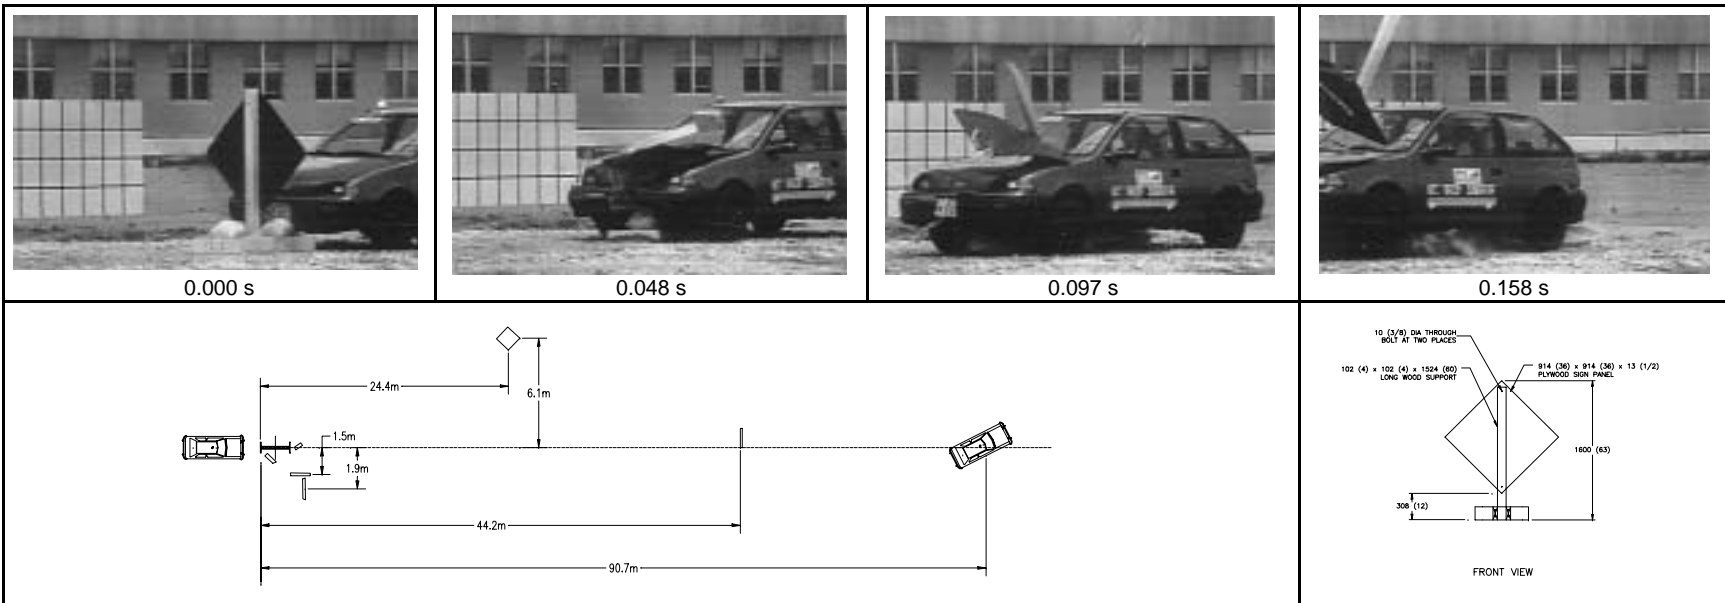 0.000 s
0.048 s
0.097 s
0.158 s
24.4m
6.1m
1.5m
1.9m
44.2m
90.7m
10 (3/8) DIA THROUGH
BOLT AT TWO PLACES
102 (4) x 102 (4) x 1524 (60)
LONG WOOD SUPPORT
914 (36) x 914 (36) x 13 (1/2)
PLYWOOD SIGN PANEL
1600 (63)
308 (12)
FRONT VIEW